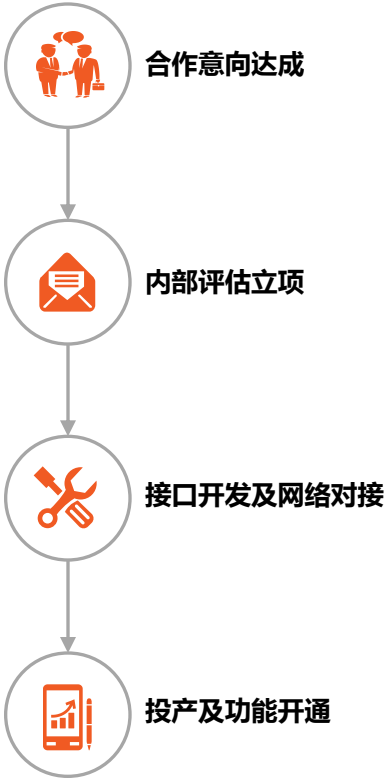 合作意向达成
内部评估立项
接口开发及网络对接
投产及功能开通